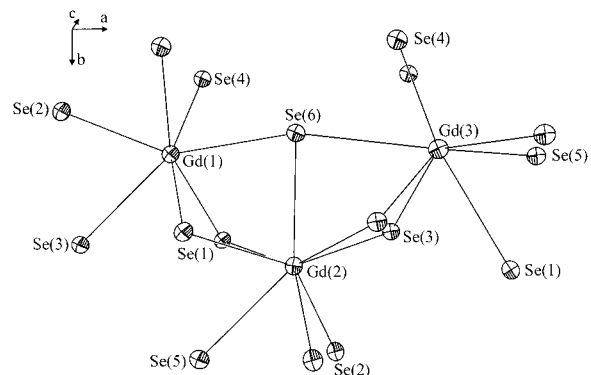 c
a
b
Se(4)
Se(4)
Se(2)
Se(6)
Gd(3)
Gd(1)
Se(5)
Se(3)
Se(1)
Se(3)
Se(1)
Gd(2)
Se(5)
Se(2)